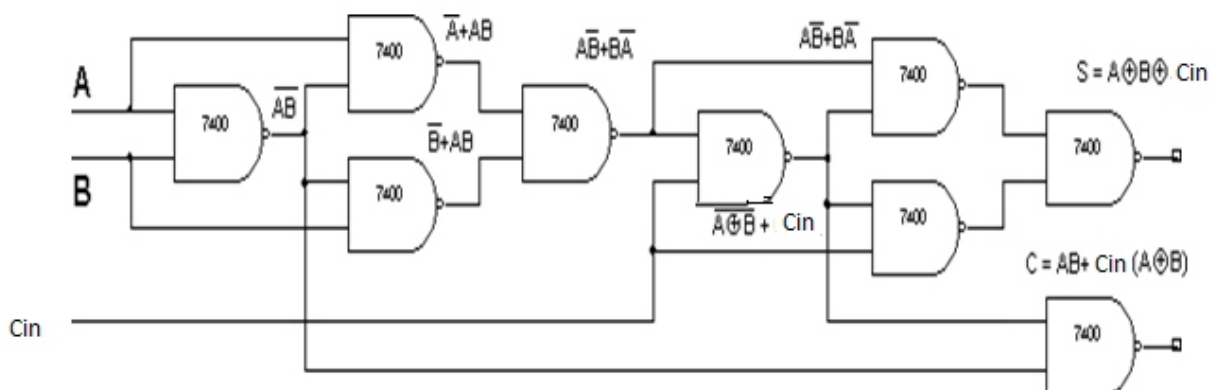 A
B
Cin
7400
A̅B̅
7400
A̅+AB
7400
B̅+AB
7400
AB̅+BA̅
7400
A̅⊕B̅ + Cin
AB̅+BA̅
7400
7400
7400
S = A⊕B⊕ Cin
C = AB+ Cin (A⊕B)
7400